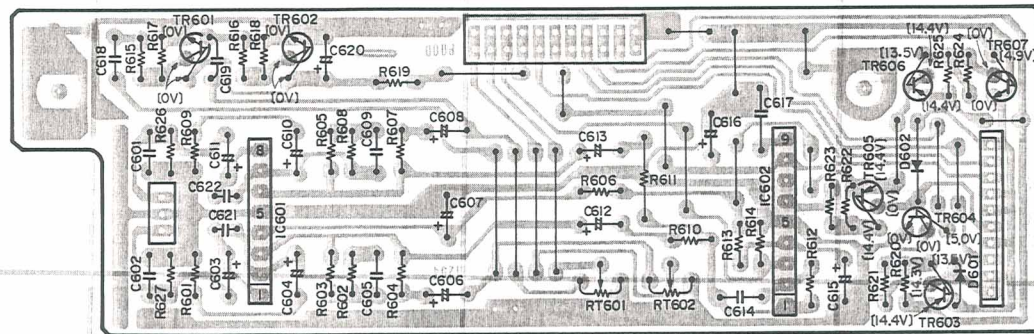 TR601
TR602
[0V]
[0V]
C618
R615
R617
C619
R616
R618
C620
[0V]
[0V]
R619
C601
R626
R609
C611
C610
R605
R608
C609
R607
C608
C613
R606
C612
R611
R610
C616
C617
8
5
1
IC601
C622
C621
C607
C602
R627
R601
C603
C604
R603
R602
C605
R604
C606
RT601
RT602
C614
R613
R614
9
5
1
IC602
R612
C615
R623
R622
TR605
[14.4V]
[0V]
[14.4V]
D602
TR604
[0V]
[0V]
[5.0V]
R621
R620
[14.3V]
[13.5V]
D601
TR603
[14.4V]
[14.4V]
[13.5V]
TR606
[14.4V]
R625
R624
[0V]
TR607
[4.9V]
[0V]